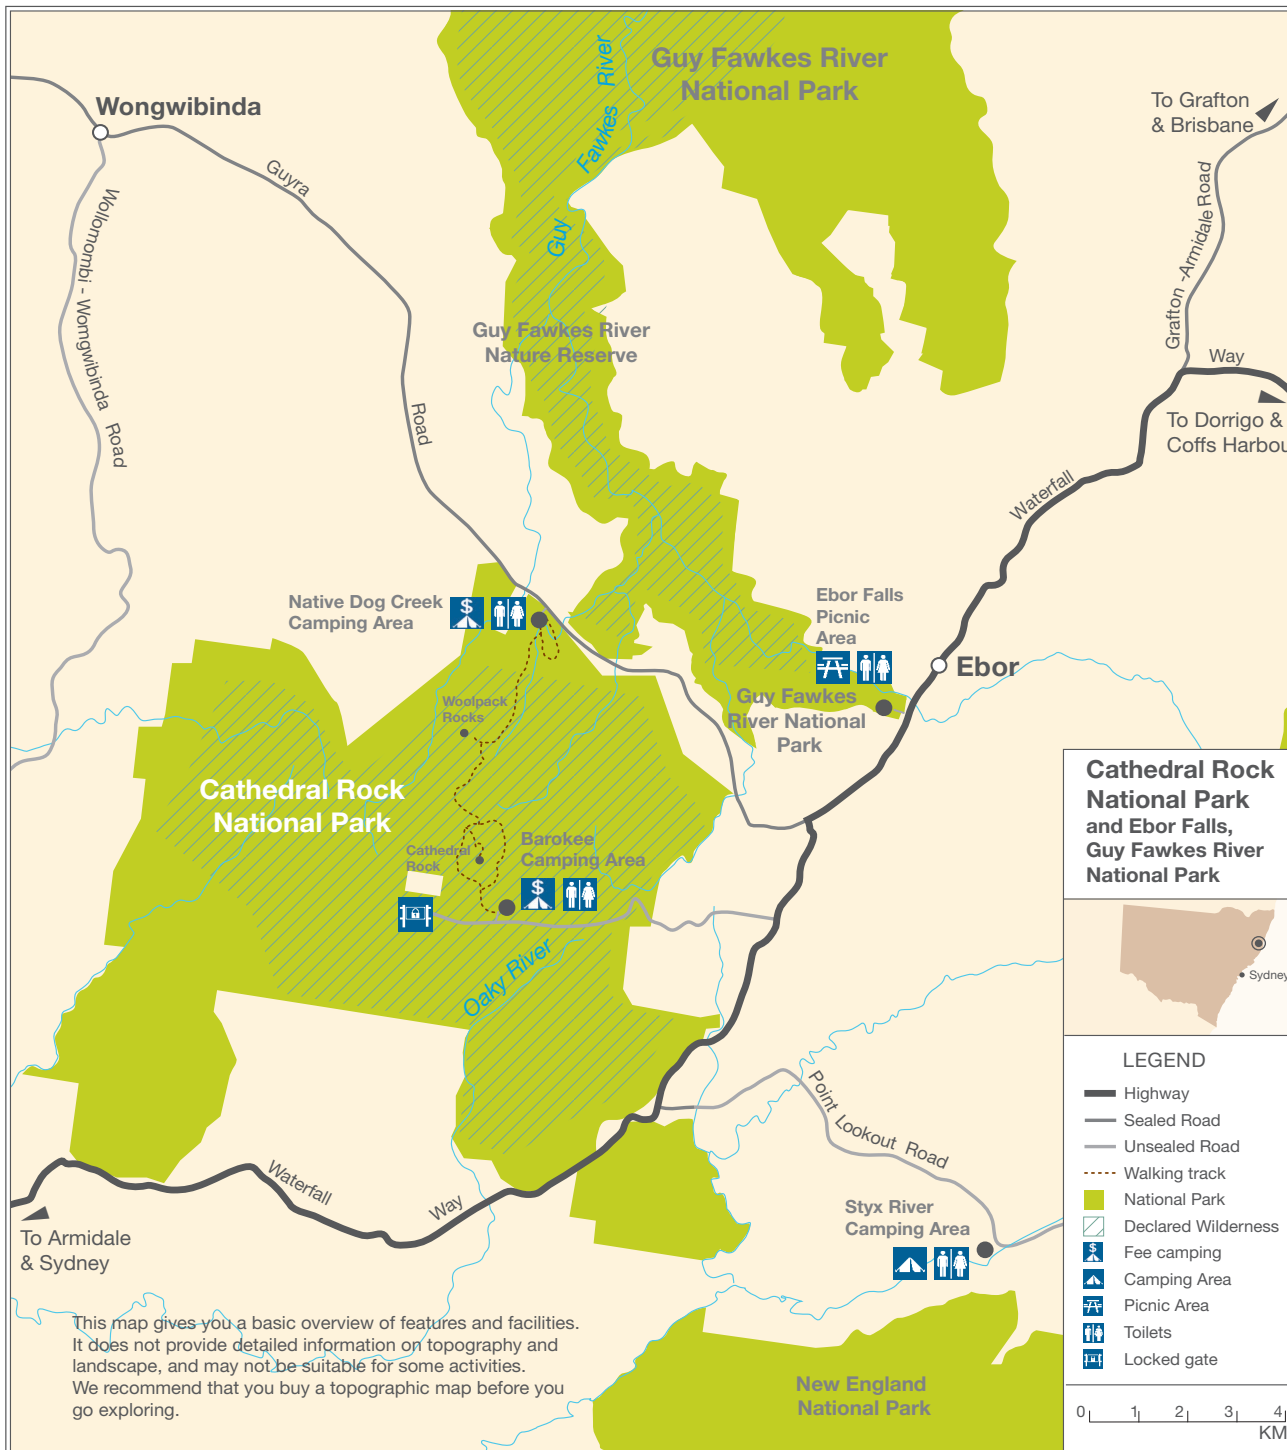 Guy Fawkes River
National Park
River
Fawkes
Guy
Wongwibinda
Guyra
Road
Wollomombi - Womgwibinda Road
To Grafton
& Brisbane
Grafton -Armidale Road
Way
To Dorrigo &
Coffs Harbou
Waterfall
Guy Fawkes River
Nature Reserve
Native Dog Creek
Camping Area
$
Ebor Falls
Picnic
Area
Ebor
Guy Fawkes
River National
Park
Woolpack
Rocks
Cathedral Rock
National Park
Cathedral
Rock
Barokee
Camping Area
$
Oaky River
Point Lookout Road
Styx River
Camping Area
Waterfall
Way
To Armidale
& Sydney
This map gives you a basic overview of features and facilities.
It does not provide detailed information on topography and
landscape, and may not be suitable for some activities.
We recommend that you buy a topographic map before you
go exploring.
New England
National Park
Cathedral Rock
National Park
and Ebor Falls,
Guy Fawkes River
National Park
Sydney
LEGEND
Highway
Sealed Road
Unsealed Road
Walking track
National Park
Declared Wilderness
$ Fee camping
Camping Area
Picnic Area
Toilets
Locked gate
0 1 2 3 4
KM